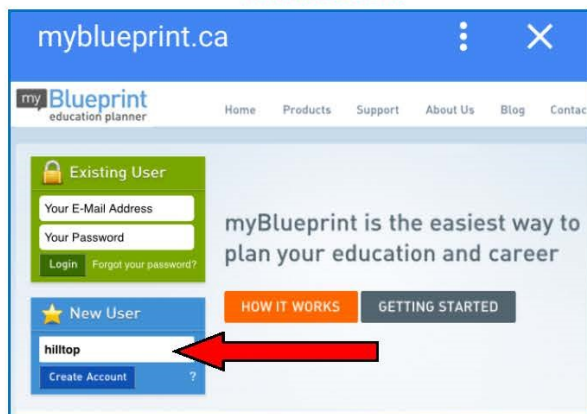 myblueprint.ca
my Blueprint
education planner
Home Products Support About Us Blog Contac
Existing User
Your E-Mail Address
Your Password
Login Forgot your password?
New User
hilltop
Create Account ?
myBlueprint is the easiest way to
plan your education and career
HOW IT WORKS GETTING STARTED